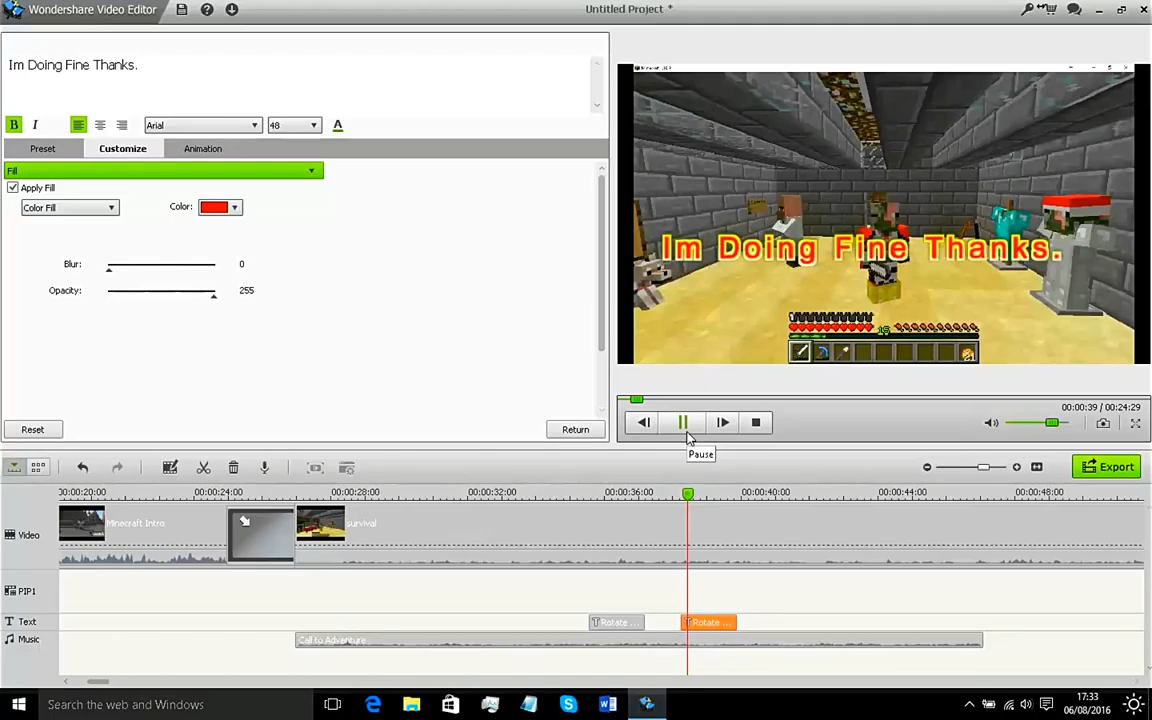 Wondershare Video Editor
Untitled Project *
Im Doing Fine Thanks.
B I Arial 48 A
Preset Customize Animation
Fill
Apply Fill
Color Fill Color:
Blur: 0
Opacity: 255
Reset Return
Im Doing Fine Thanks.
00:00:39 / 00:24:29
Pause
Export
00:00:20:00 00:00:24:00 00:00:28:00 00:00:32:00 00:00:36:00 00:00:40:00 00:00:44:00 00:00:48:00
Video Minecraft Intro survival
PIP1
T Text T Rotate ... T Rotate ...
Music Call to Adventure
Search the web and Windows
17:33
06/08/2016